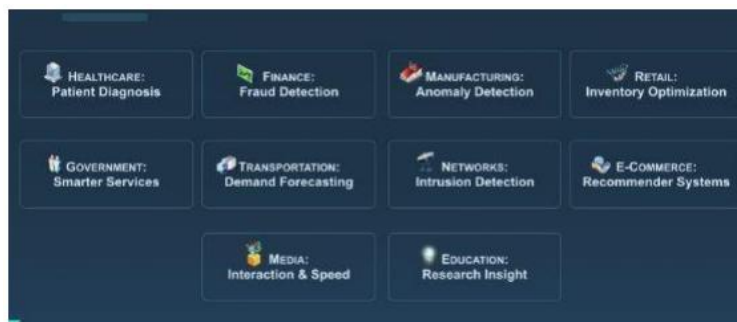 HEALTHCARE:
Patient Diagnosis
FINANCE:
Fraud Detection
MANUFACTURING:
Anomaly Detection
RETAIL:
Inventory Optimization
GOVERNMENT:
Smarter Services
TRANSPORTATION:
Demand Forecasting
NETWORKS:
Intrusion Detection
E-COMMERCE:
Recommender Systems
MEDIA:
Interaction & Speed
EDUCATION:
Research Insight